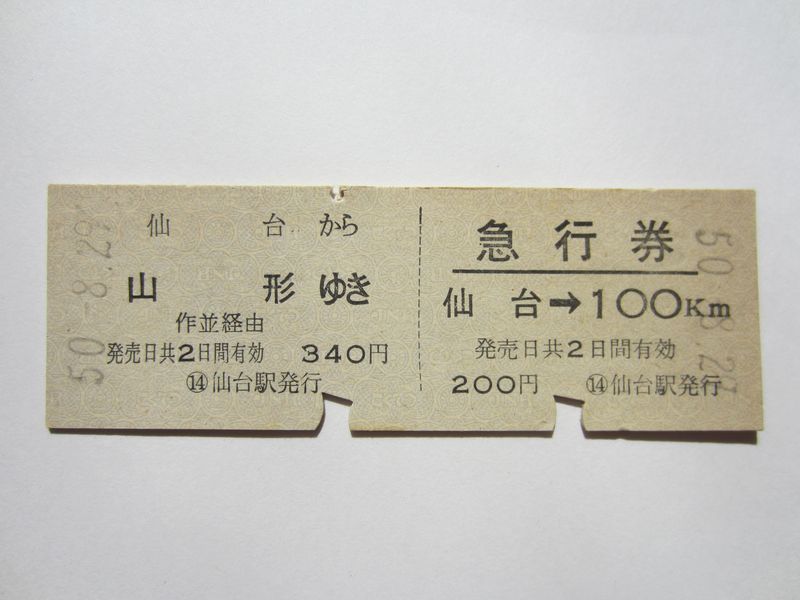 50.-8.29
仙台から
山形ゆき
作並経由
発売日共2日間有効 340円
⑭仙台駅発行
急行券
仙台➞100Km
発売日共2日間有効
200円 ⑭仙台駅発行